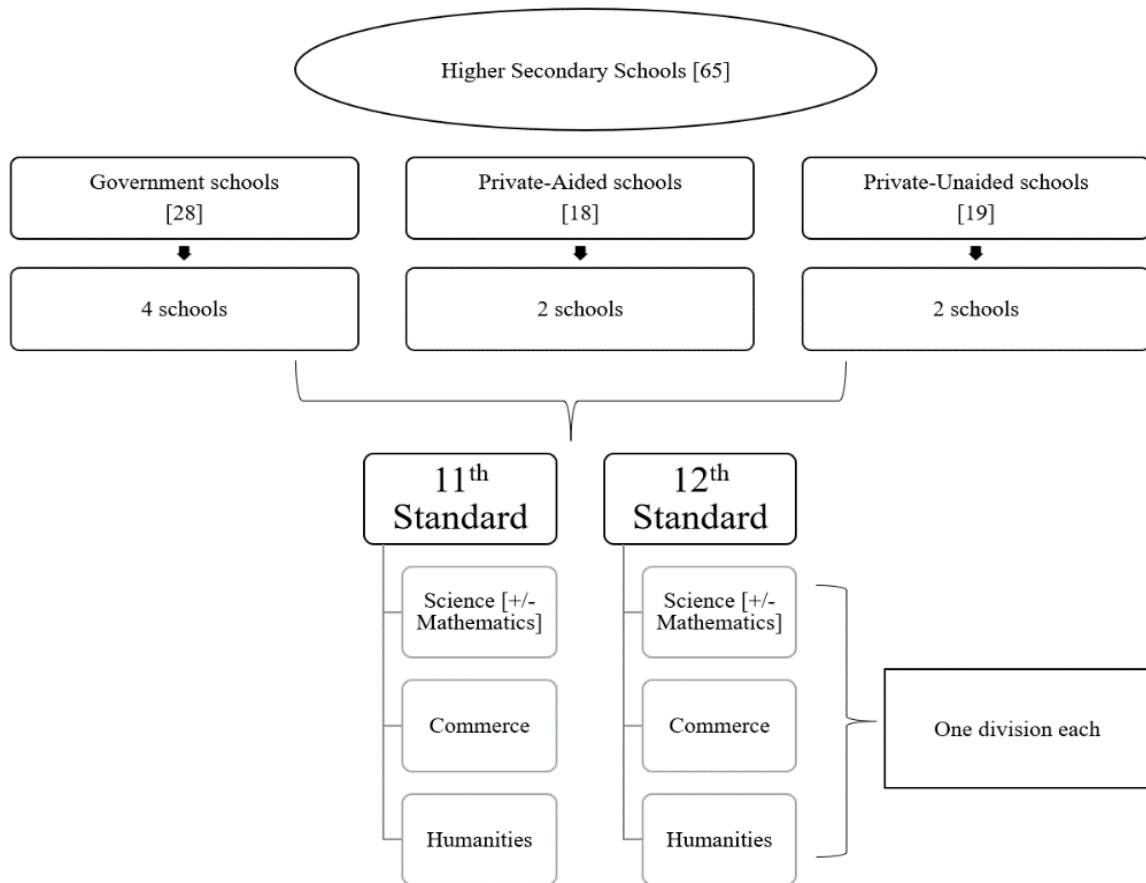 Higher Secondary Schools [65]
Government schools
[28]
Private-Aided schools
[18]
Private-Unaided schools
[19]
4 schools
2 schools
2 schools
11th
Standard
12th
Standard
Science [+/-
Mathematics]
Commerce
Humanities
Science [+/-
Mathematics]
Commerce
Humanities
One division each